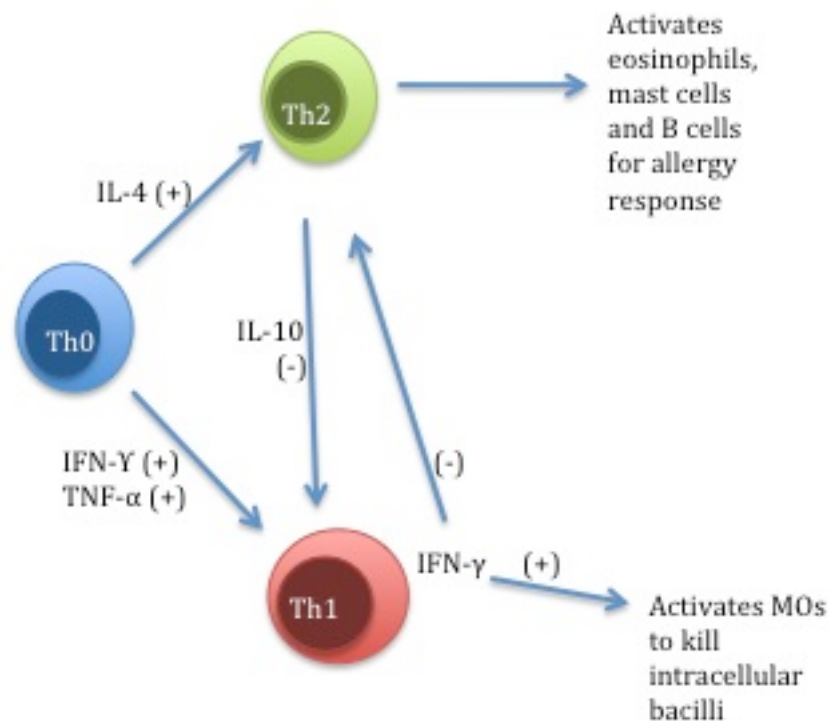 Activates
eosinophils,
mast cells
and B cells
for allergy
response
Th2
IL-4 (+)
Th0
IL-10
(-)
IFN-ϒ (+)
TNF-α (+)
(-)
IFN-γ (+)
Th1
Activates MOs
to kill
intracellular
bacilli